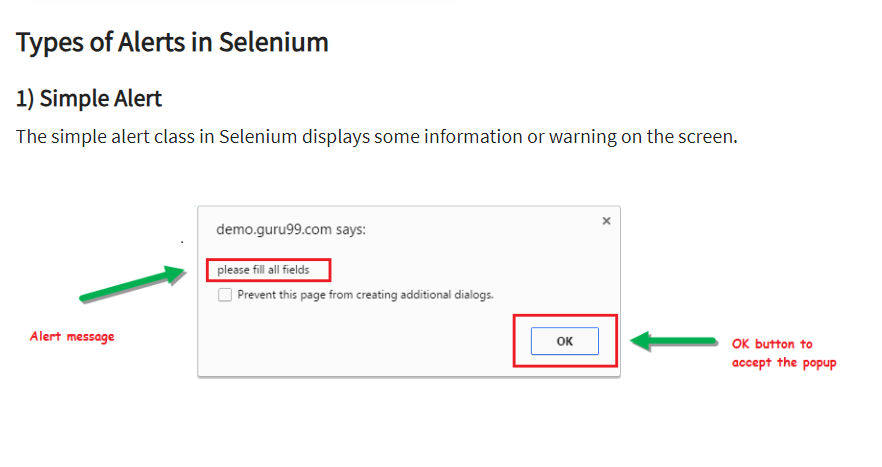 Types of Alerts in Selenium
1) Simple Alert
The simple alert class in Selenium displays some information or warning on the screen.
demo.guru99.com says:
please fill all fields
Prevent this page from creating additional dialogs.
OK
Alert message
OK button to
accept the popup